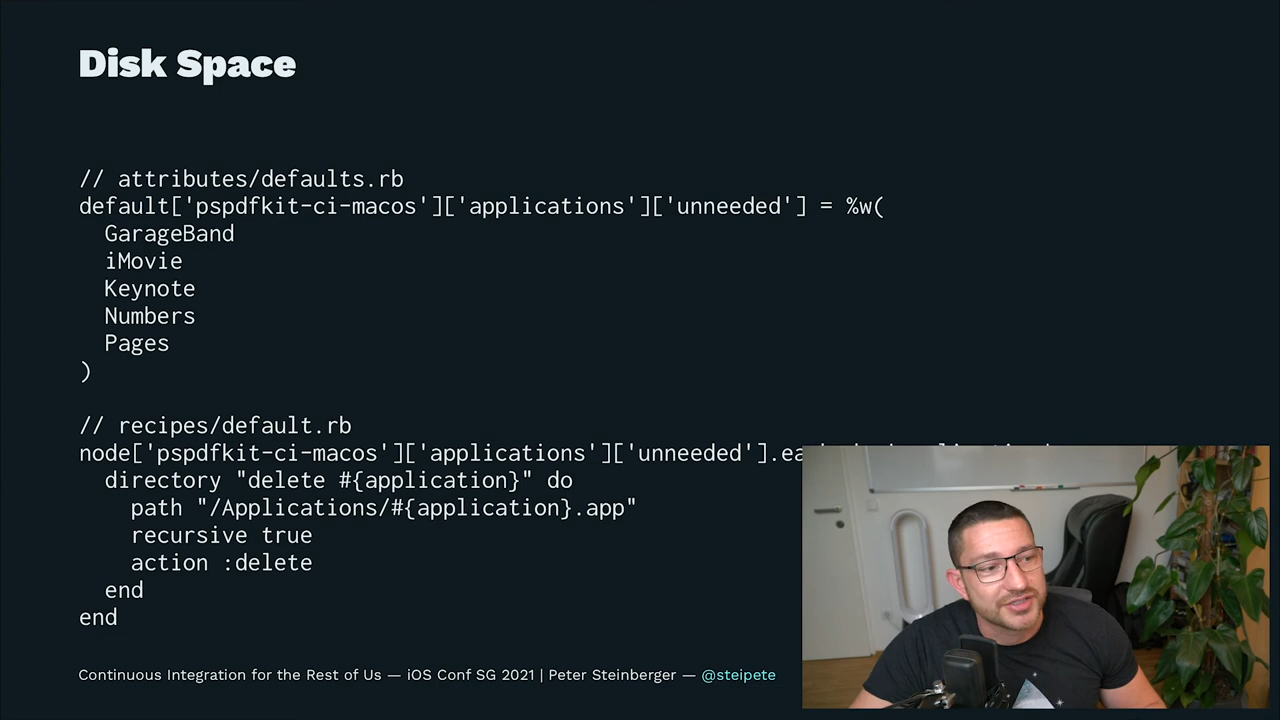 Disk Space
// attributes/defaults.rb
default['pspdfkit-ci-macos']['applications']['unneeded'] = %w(
  GarageBand
  iMovie
  Keynote
  Numbers
  Pages
)
// recipes/default.rb
node['pspdfkit-ci-macos']['applications']['unneeded'].ea
  directory "delete #{application}" do
    path "/Applications/#{application}.app"
    recursive true
    action :delete
  end
end
Continuous Integration for the Rest of Us — iOS Conf SG 2021 | Peter Steinberger — @steipete